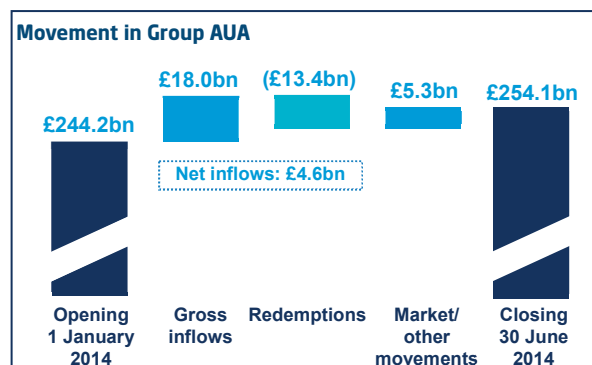 Movement in Group AUA
£244.2bn
£18.0bn
(£13.4bn)
£5.3bn
£254.1bn
Net inflows: £4.6bn
Opening
1 January
2014
Gross
inflows
Redemptions
Market/
other
movements
Closing
30 June
2014